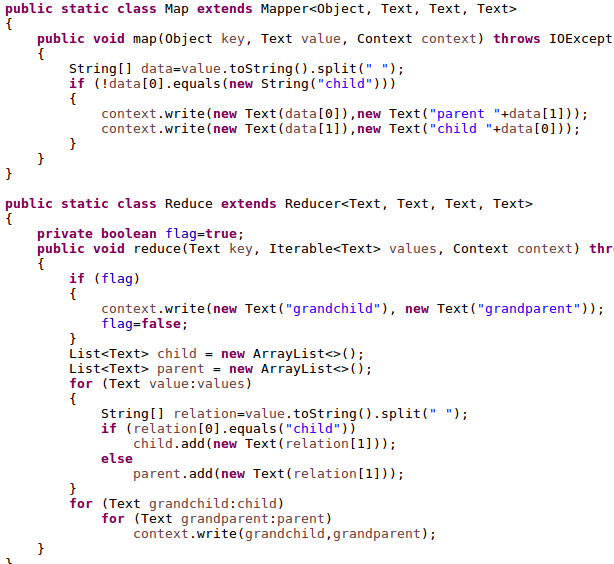 public static class Map extends Mapper<Object, Text, Text, Text>
{
    public void map(Object key, Text value, Context context) throws IOExcept
    {
        String[] data=value.toString().split(" ");
        if (!data[0].equals(new String("child")))
        {
            context.write(new Text(data[0]),new Text("parent "+data[1]));
            context.write(new Text(data[1]),new Text("child "+data[0]));
        }
    }
}

public static class Reduce extends Reducer<Text, Text, Text, Text>
{
    private boolean flag=true;
    public void reduce(Text key, Iterable<Text> values, Context context) thr
    {
        if (flag)
        {
            context.write(new Text("grandchild"), new Text("grandparent"));
            flag=false;
        }
        List<Text> child = new ArrayList<>();
        List<Text> parent = new ArrayList<>();
        for (Text value:values)
        {
            String[] relation=value.toString().split(" ");
            if (relation[0].equals("child"))
                child.add(new Text(relation[1]));
            else
                parent.add(new Text(relation[1]));
        }
        for (Text grandchild:child)
            for (Text grandparent:parent)
                context.write(grandchild,grandparent);
    }
}